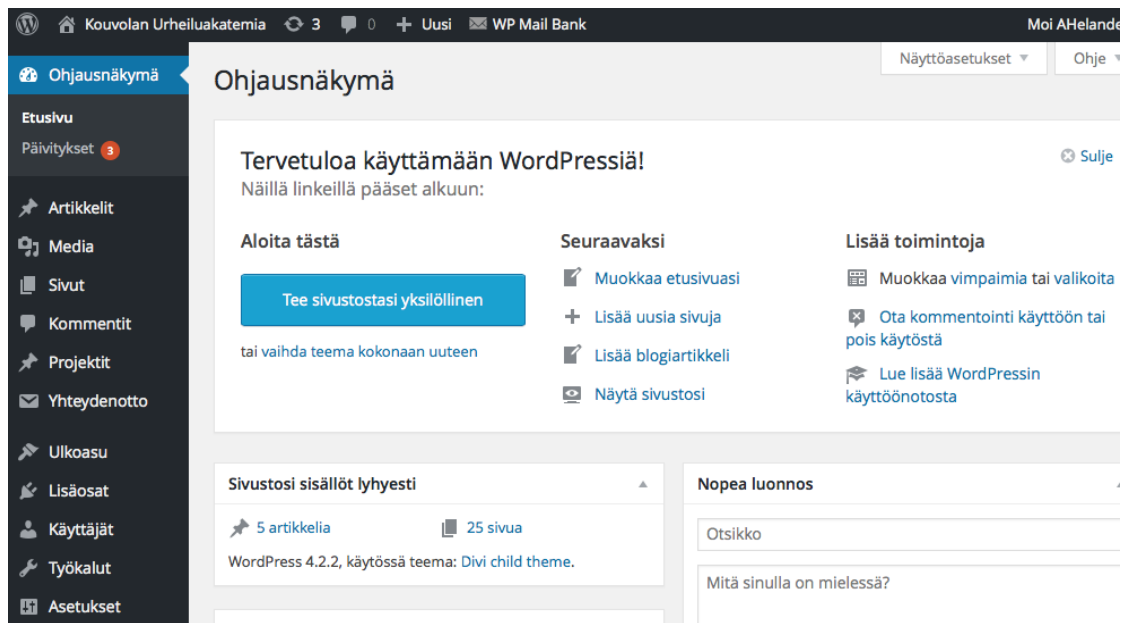 Kouvolan Urheiluakatemia 3 0 + Uusi WP Mail Bank Moi AHelande
Näyttöasetukset Ohje
Ohjausnäkymä
Etusivu
Päivitykset 3
Artikkelit
Media
Sivut
Kommentit
Projektit
Yhteydenotto
Ulkoasu
Lisäosat
Käyttäjät
Työkalut
Asetukset
Ohjausnäkymä
Tervetuloa käyttämään WordPressiä!
Sulje
Näillä linkeillä pääset alkuun:
Aloita tästä
Tee sivustostasi yksilöllinen
tai vaihda teema kokonaan uuteen
Seuraavaksi
Muokkaa etusivuasi
Lisää uusia sivuja
Lisää blogiartikkeli
Näytä sivustosi
Lisää toimintoja
Muokkaa vimpaimia tai valikoita
Ota kommentointi käyttöön tai
pois käytöstä
Lue lisää WordPressin
käyttöönotosta
Sivustosi sisällöt lyhyesti
5 artikkelia 25 sivua
WordPress 4.2.2, käytössä teema: Divi child theme.
Nopea luonnos
Otsikko
Mitä sinulla on mielessä?